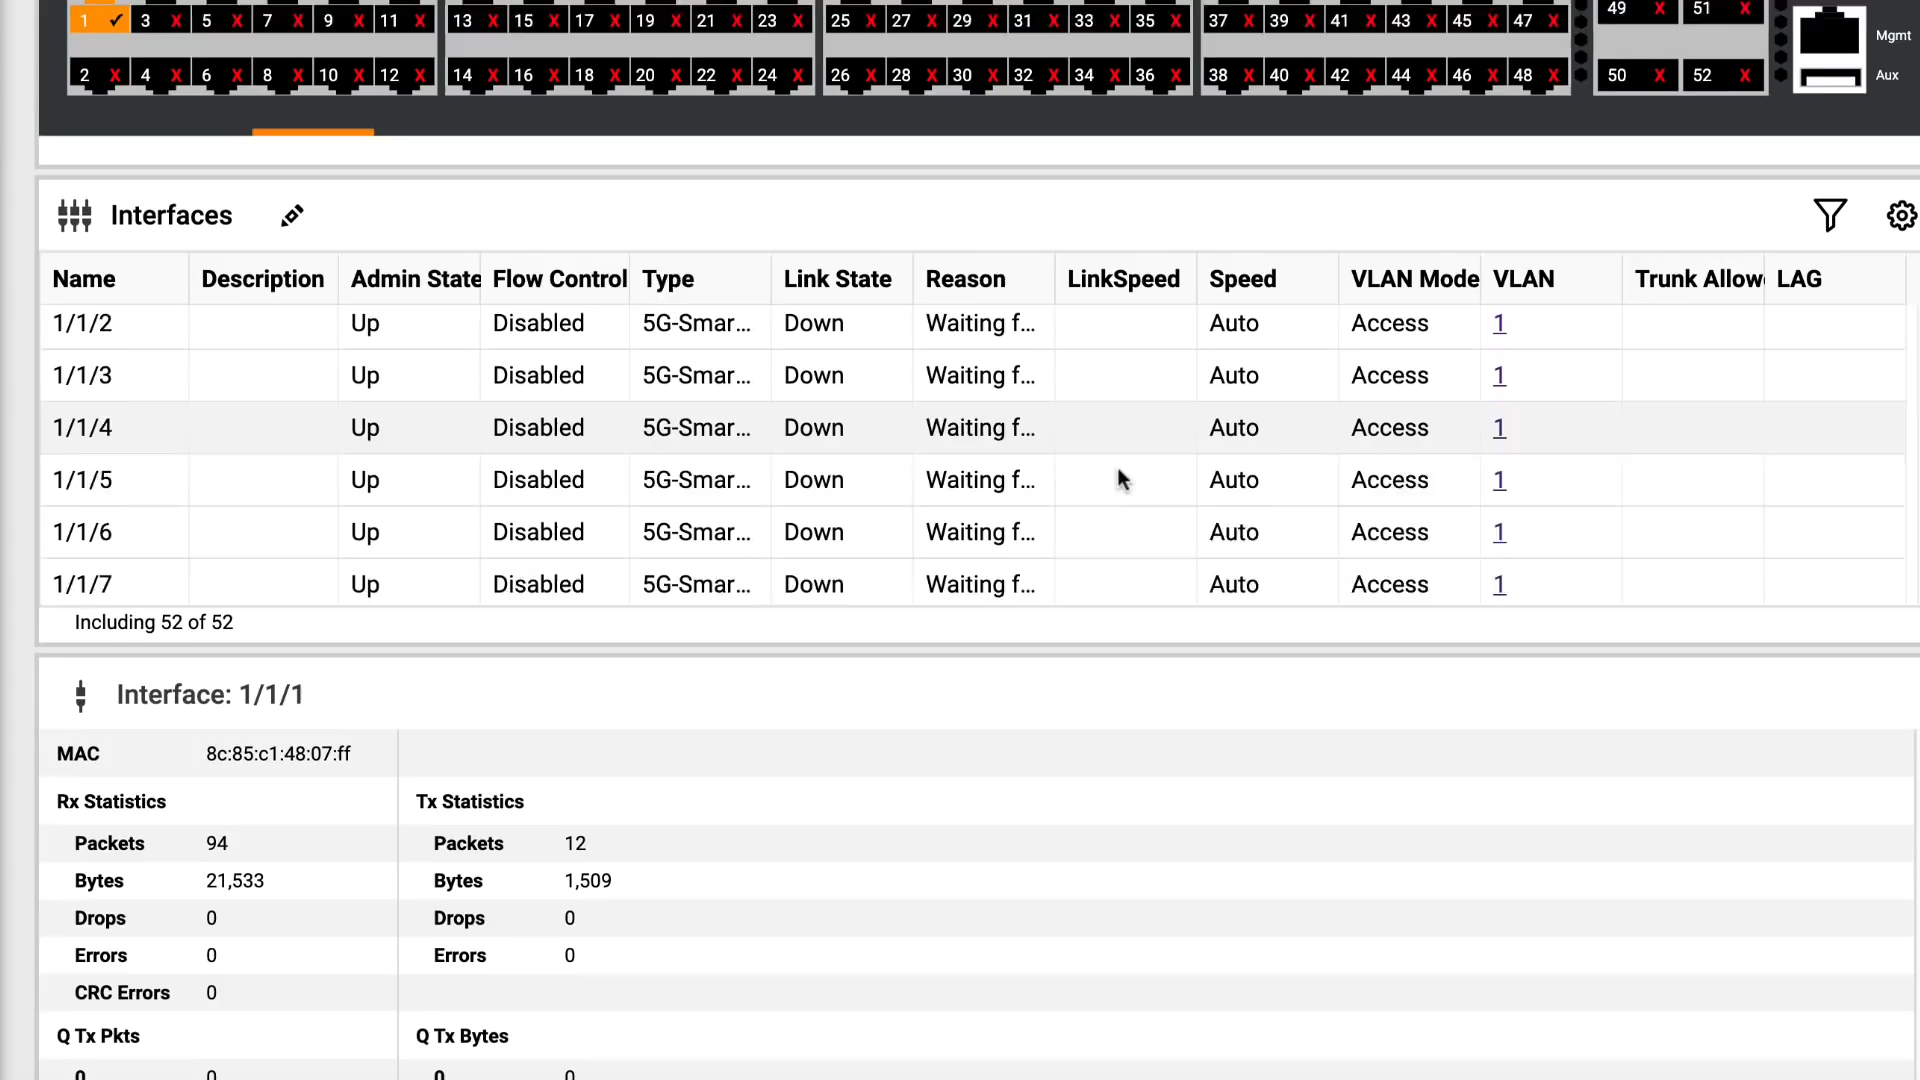 1 ✓ 3 X 5 X 7 X 9 X 11 X 13 X 15 X 17 X 19 X 21 X 23 X 25 X 27 X 29 X 31 X 33 X 35 X 37 X 39 X 41 X 43 X 45 X 47 X 49 X 51 X
Mgmt
2 X 4 X 6 X 8 X 10 X 12 X 14 X 16 X 18 X 20 X 22 X 24 X 26 X 28 X 30 X 32 X 34 X 36 X 38 X 40 X 42 X 44 X 46 X 48 X 50 X 52 X
Aux
Interfaces
Name Description Admin State Flow Control Type Link State Reason LinkSpeed Speed VLAN Mode VLAN Trunk Allow LAG
1/1/2 Up Disabled 5G-Smar... Down Waiting f... Auto Access 1
1/1/3 Up Disabled 5G-Smar... Down Waiting f... Auto Access 1
1/1/4 Up Disabled 5G-Smar... Down Waiting f... Auto Access 1
1/1/5 Up Disabled 5G-Smar... Down Waiting f... Auto Access 1
1/1/6 Up Disabled 5G-Smar... Down Waiting f... Auto Access 1
1/1/7 Up Disabled 5G-Smar... Down Waiting f... Auto Access 1
Including 52 of 52
Interface: 1/1/1
MAC 8c:85:c1:48:07:ff
Rx Statistics Tx Statistics
Packets 94 Packets 12
Bytes 21,533 Bytes 1,509
Drops 0 Drops 0
Errors 0 Errors 0
CRC Errors 0
Q Tx Pkts Q Tx Bytes
0 0 0 0